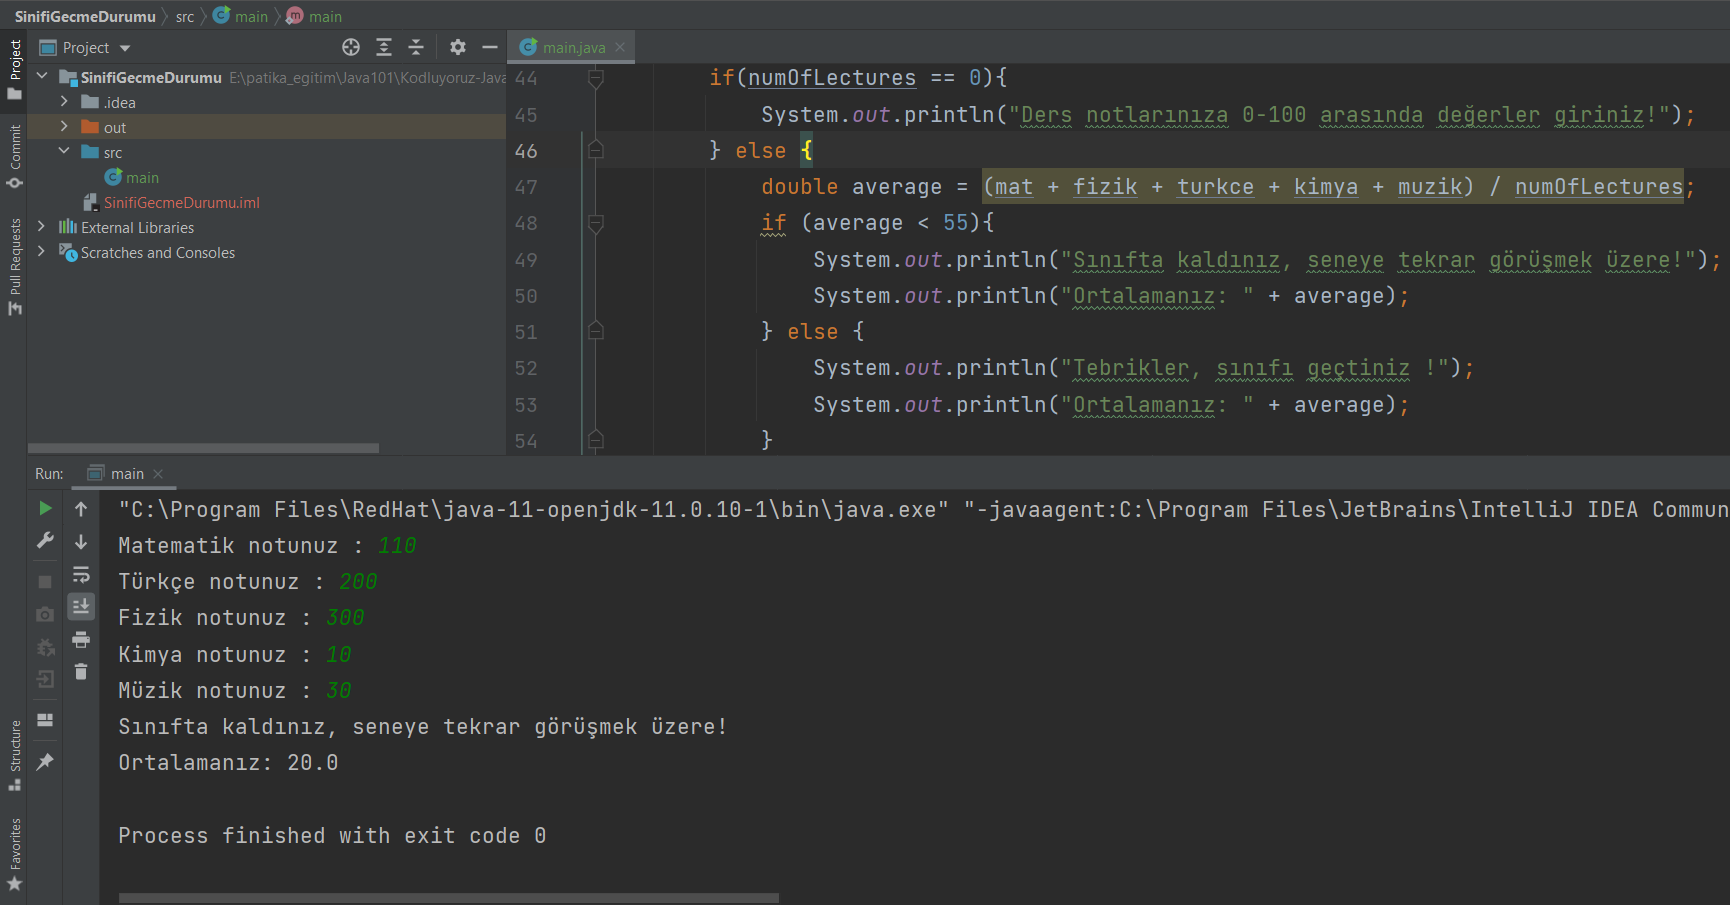 SinifiGecmeDurumu src main main
Project
main.java
SinifiGecmeDurumu E:\patika_egitim\Java101\Kodluyoruz-Java
.idea
out
src
main
SinifiGecmeDurumu.iml
External Libraries
Scratches and Consoles
Project
Commit
Pull Requests
Structure
Favorites
44 if(numOfLectures == 0){
45 System.out.println("Ders notlarınıza 0-100 arasında değerler giriniz!");
46 } else {
47 double average = (mat + fizik + turkce + kimya + muzik) / numOfLectures;
48 if (average < 55){
49 System.out.println("Sınıfta kaldınız, seneye tekrar görüşmek üzere!");
50 System.out.println("Ortalamanız: " + average);
51 } else {
52 System.out.println("Tebrikler, sınıfı geçtiniz !");
53 System.out.println("Ortalamanız: " + average);
54 }
Run: main
"C:\Program Files\RedHat\java-11-openjdk-11.0.10-1\bin\java.exe" "-javaagent:C:\Program Files\JetBrains\IntelliJ IDEA Commun
Matematik notunuz : 110
Türkçe notunuz : 200
Fizik notunuz : 300
Kimya notunuz : 10
Müzik notunuz : 30
Sınıfta kaldınız, seneye tekrar görüşmek üzere!
Ortalamanız: 20.0
Process finished with exit code 0